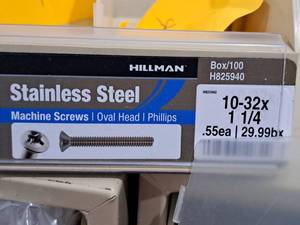 HILLMAN
Box/100
H825940
Stainless Steel
Machine Screws | Oval Head | Phillips
H825940
10-32x
1 1/4
.55ea | 29.99bx